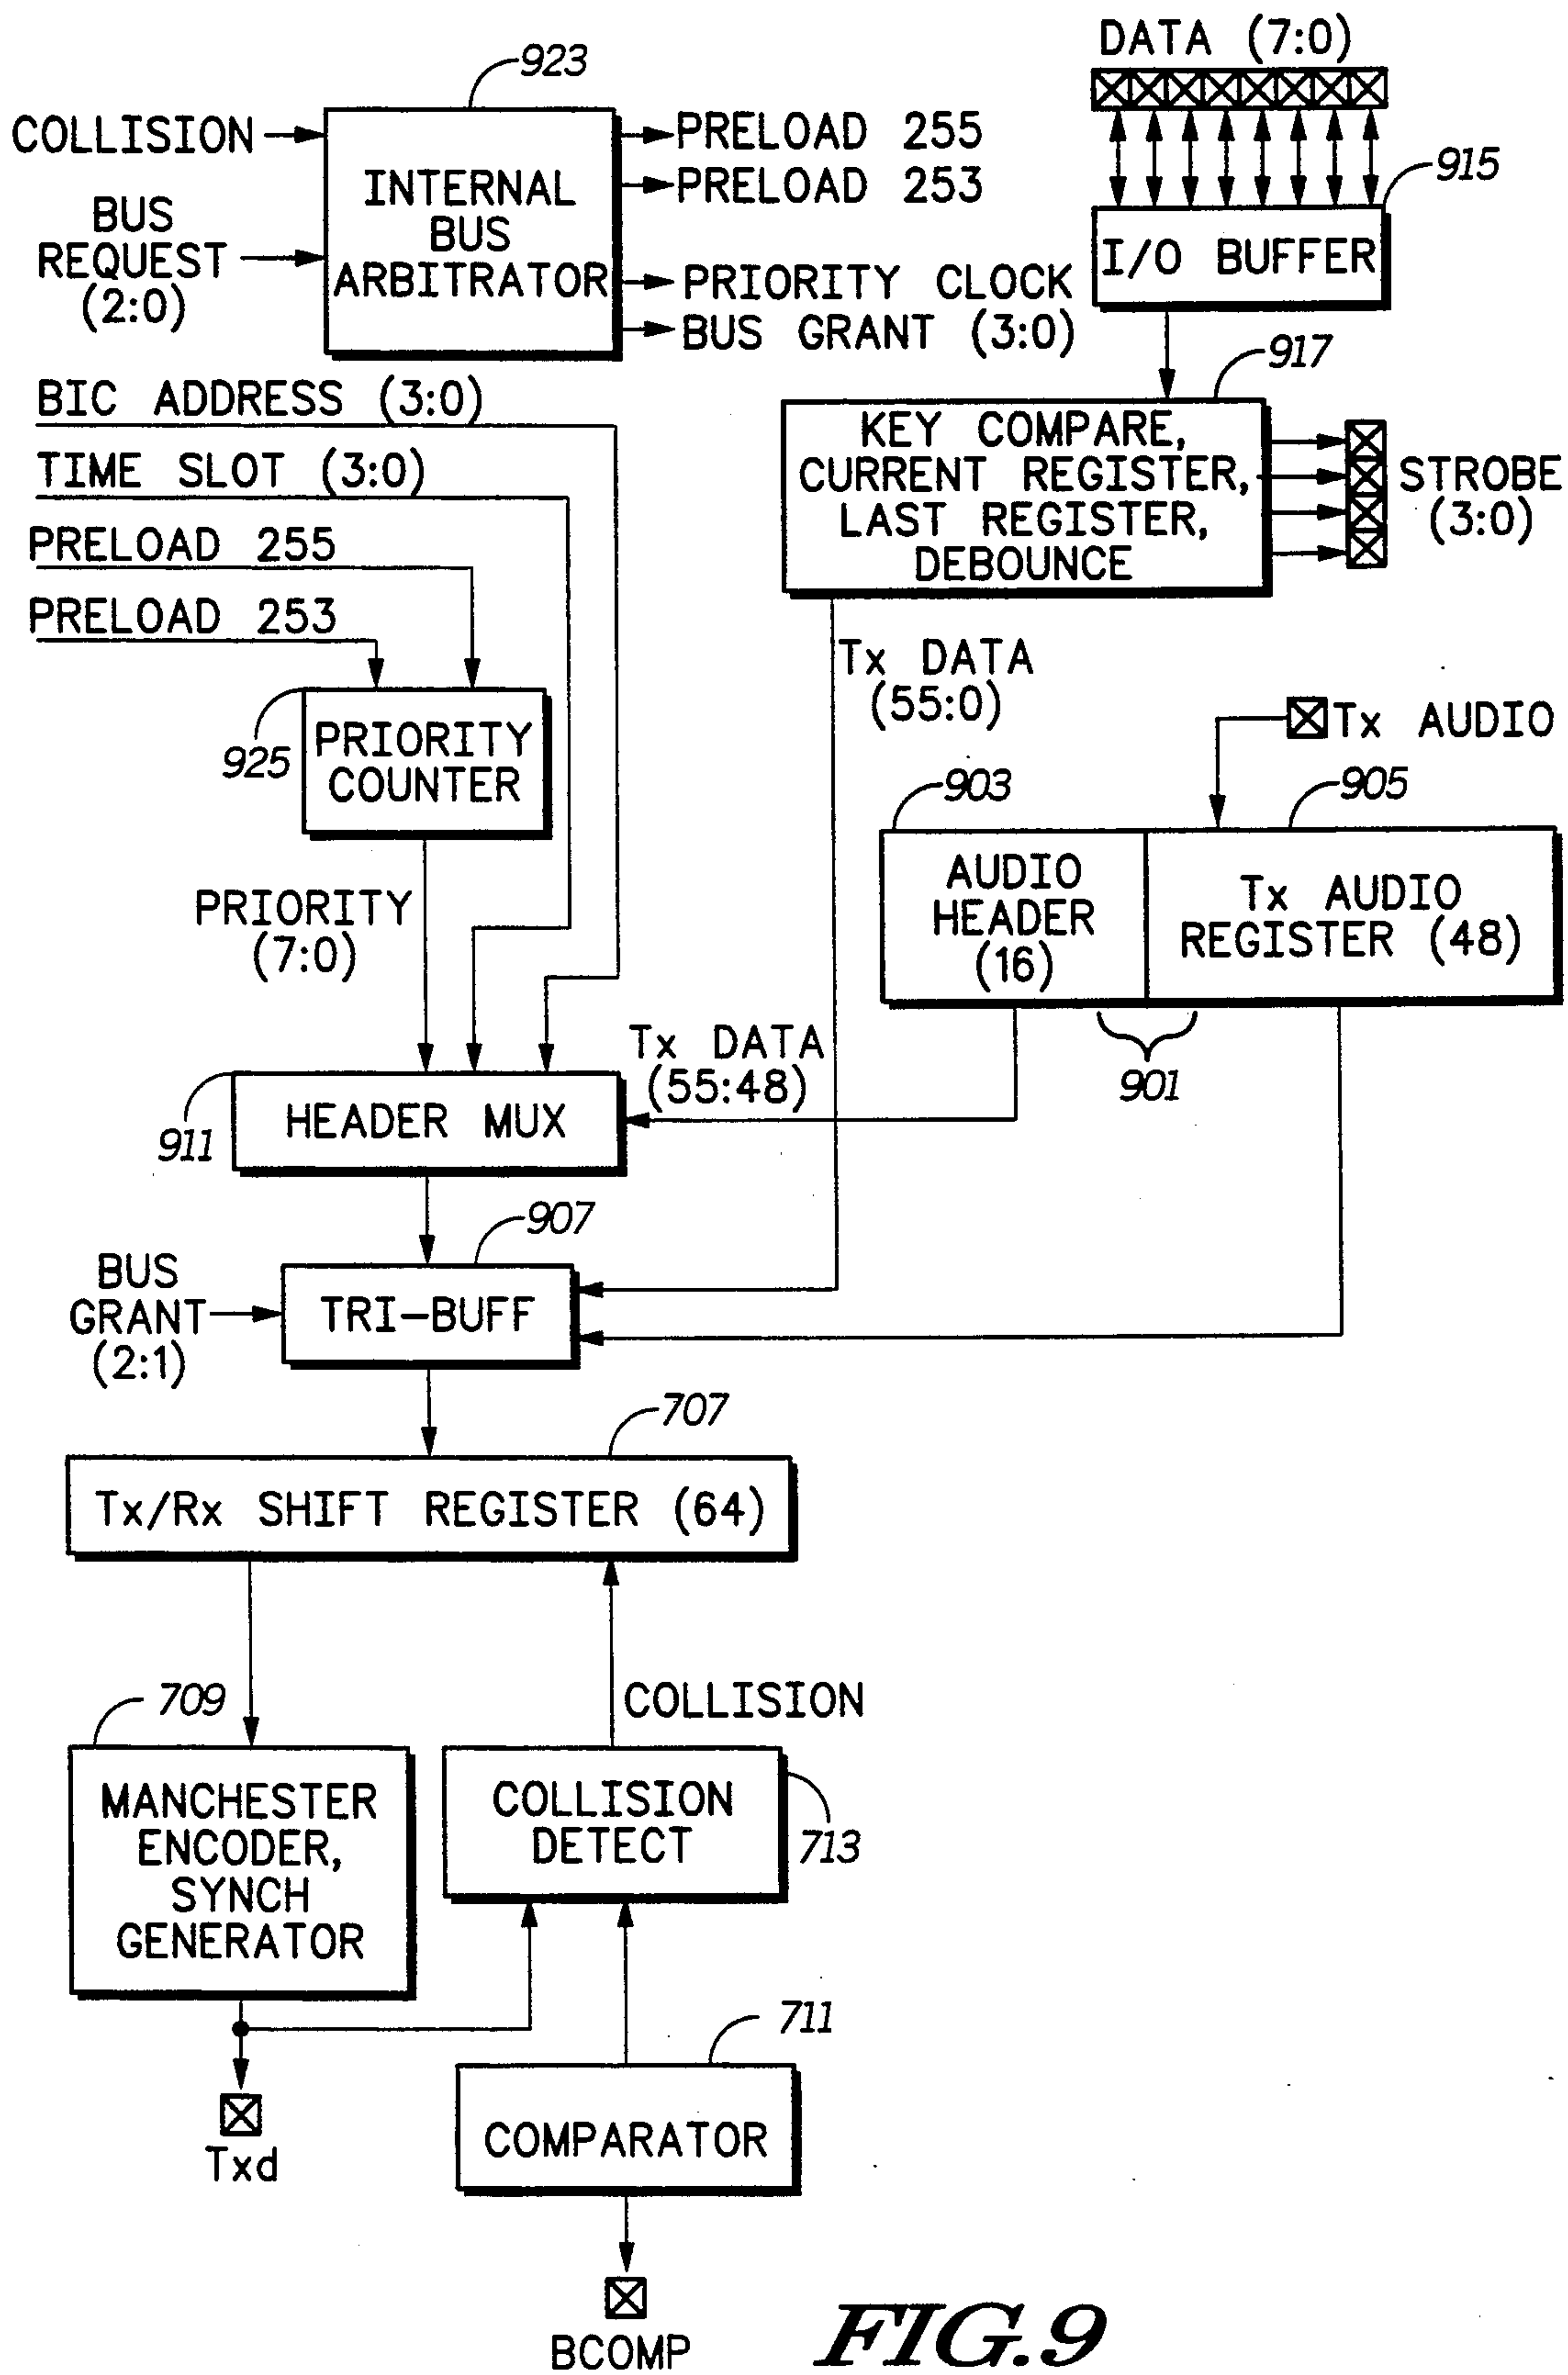 DATA (7:0)
923
COLLISION
PRELOAD 255
PRELOAD 253
INTERNAL
BUS
ARBITRATOR
BUS
REQUEST
(2:0)
PRIORITY CLOCK
BUS GRANT (3:0)
915
I/O BUFFER
917
BIC ADDRESS (3:0)
TIME SLOT (3:0)
PRELOAD 255
PRELOAD 253
KEY COMPARE,
CURRENT REGISTER,
LAST REGISTER,
DEBOUNCE
STROBE
(3:0)
Tx DATA
(55:0)
925
PRIORITY
COUNTER
Tx AUDIO
903
905
AUDIO
HEADER
(16)
Tx AUDIO
REGISTER (48)
901
PRIORITY
(7:0)
Tx DATA
(55:48)
911
HEADER MUX
907
BUS
GRANT
(2:1)
TRI-BUFF
707
Tx/Rx SHIFT REGISTER (64)
709
COLLISION
MANCHESTER
ENCODER,
SYNCH
GENERATOR
COLLISION
DETECT
713
711
COMPARATOR
Txd
BCOMP
FIG.9